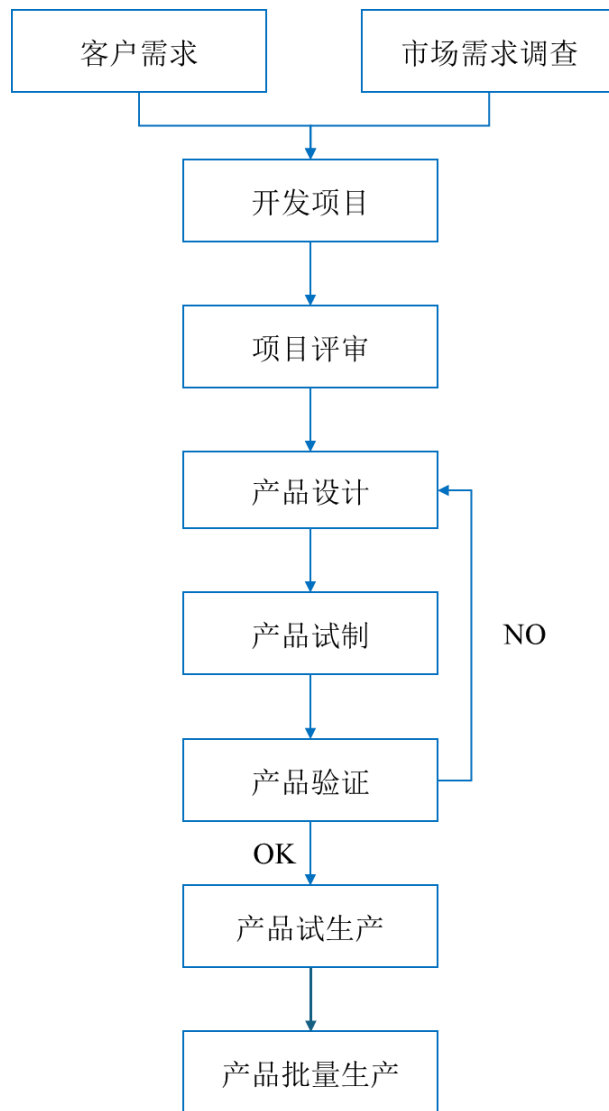 客户需求
市场需求调查
开发项目
项目评审
产品设计
产品试制
NO
产品验证
OK
产品试生产
产品批量生产